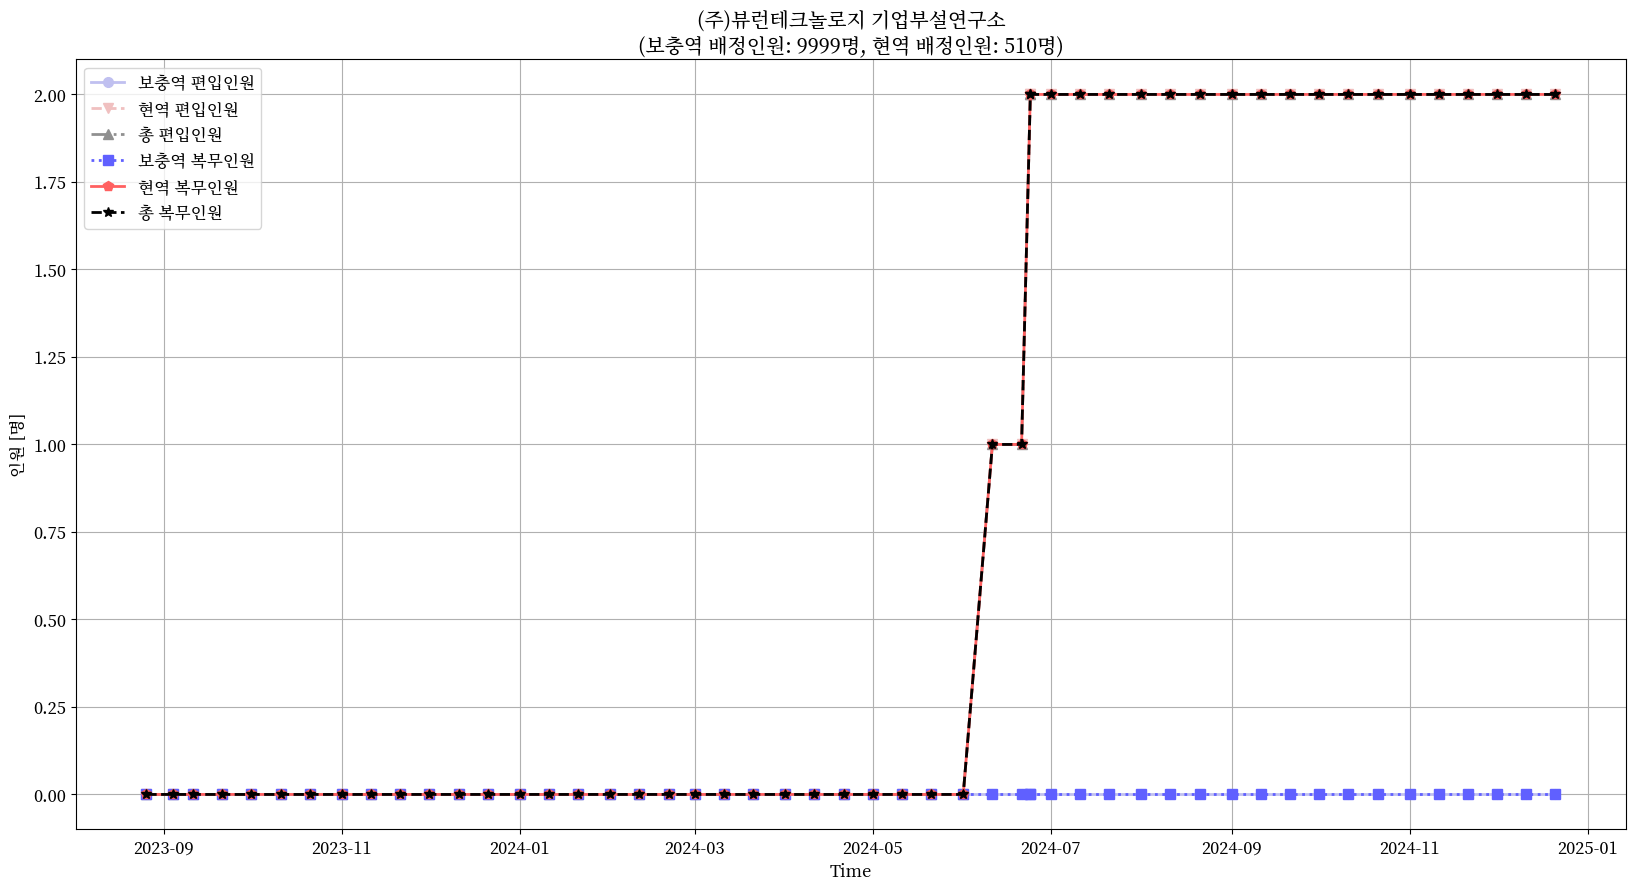 (주)뷰런테크놀로지 기업부설연구소
(보충역 배정인원: 9999명, 현역 배정인원: 510명)
보충역 편입인원
현역 편입인원
총 편입인원
보충역 복무인원
현역 복무인원
총 복무인원
2.00
1.75
1.50
1.25
1.00
0.75
0.50
0.25
0.00
인원 [명]
2023-09 2023-11 2024-01 2024-03 2024-05 2024-07 2024-09 2024-11 2025-01
Time